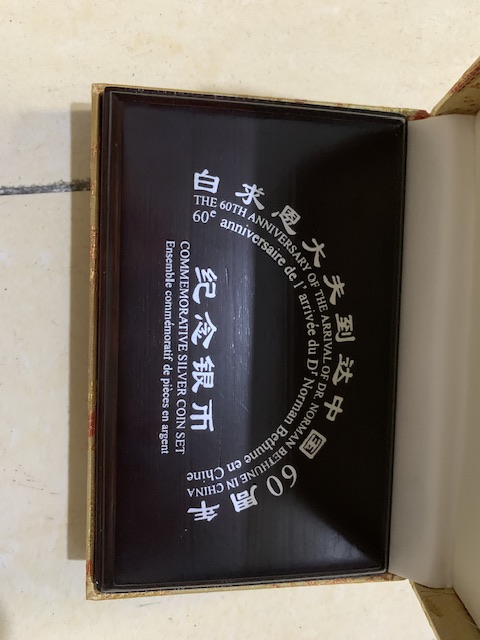 白求恩大夫到达中国60周年
THE 60TH ANNIVERSARY OF THE ARRIVAL OF DR. NORMAN BETHUNE IN CHINA
60e anniversaire de l'arrivée du Dr Norman Bethune en Chine
纪念银币
COMMEMORATIVE SILVER COIN SET
Ensemble commémoratif de pièces en argent